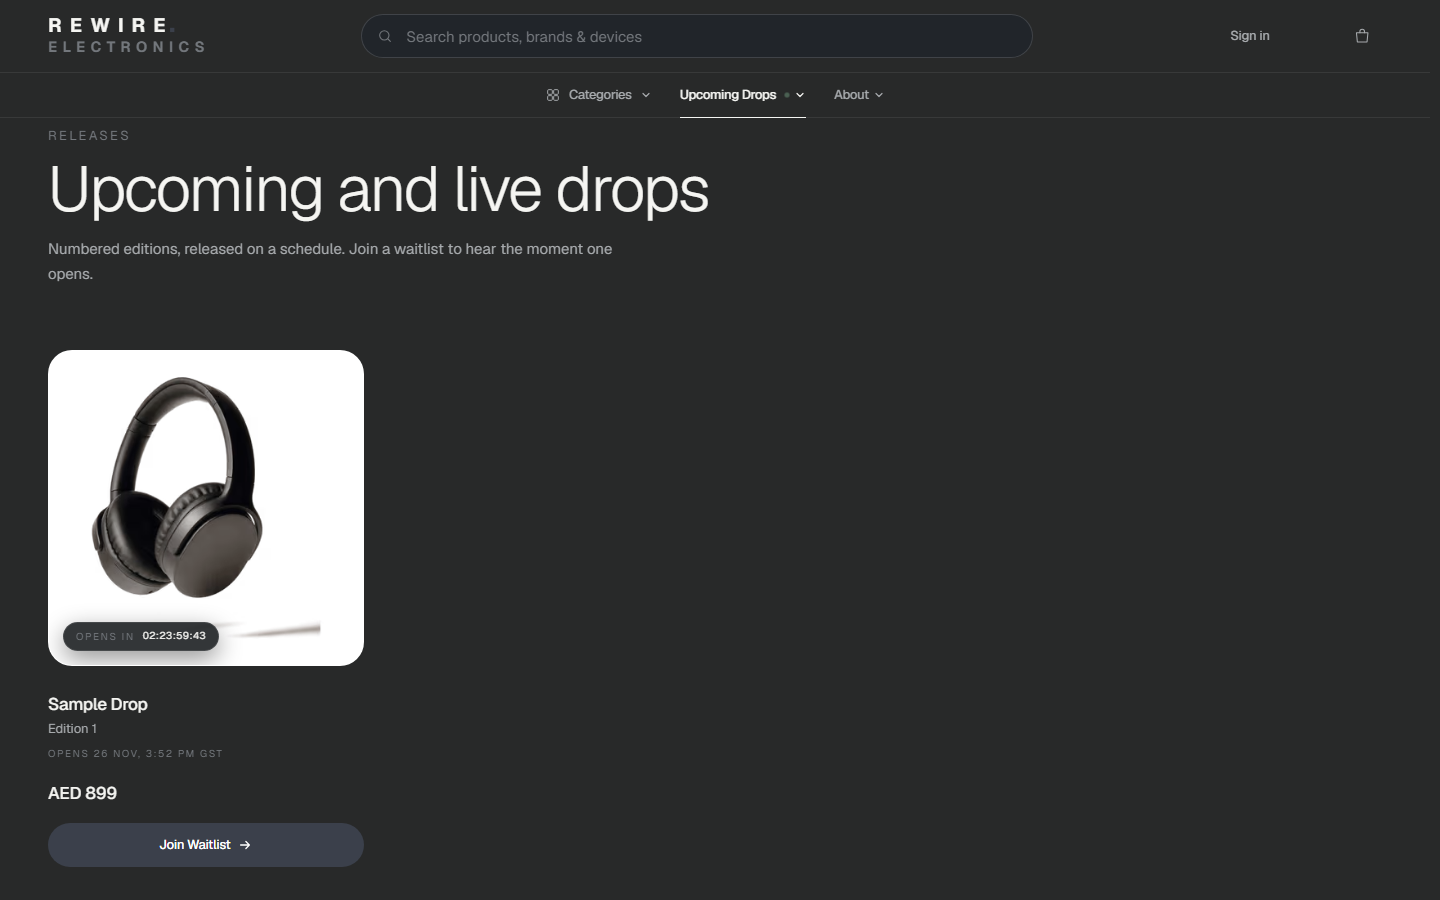 REWIRE.
ELECTRONICS
Search products, brands & devices
Sign in
Categories
Upcoming Drops
About
RELEASES
Upcoming and live drops
Numbered editions, released on a schedule. Join a waitlist to hear the moment one
opens.
OPENS IN 02:23:59:43
Sample Drop
Edition 1
OPENS 26 NOV, 3:52 PM GST
AED 899
Join Waitlist →